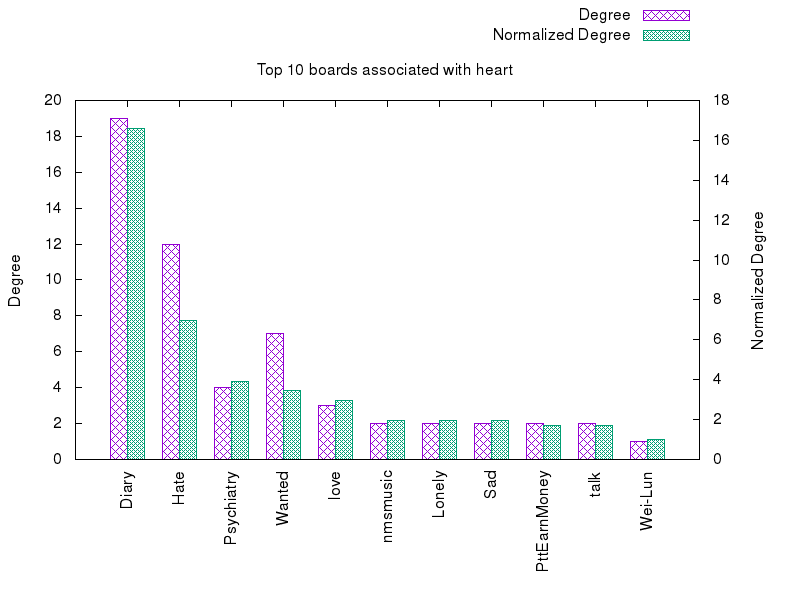 Degree
Normalized Degree
Top 10 boards associated with heart
20
18
16
14
12
10
8
6
4
2
0
Degree
18
16
14
12
10
8
6
4
2
0
Normalized Degree
Diary
Hate
Psychiatry
Wanted
love
nmsmusic
Lonely
Sad
PttEarnMoney
talk
Wei-Lun